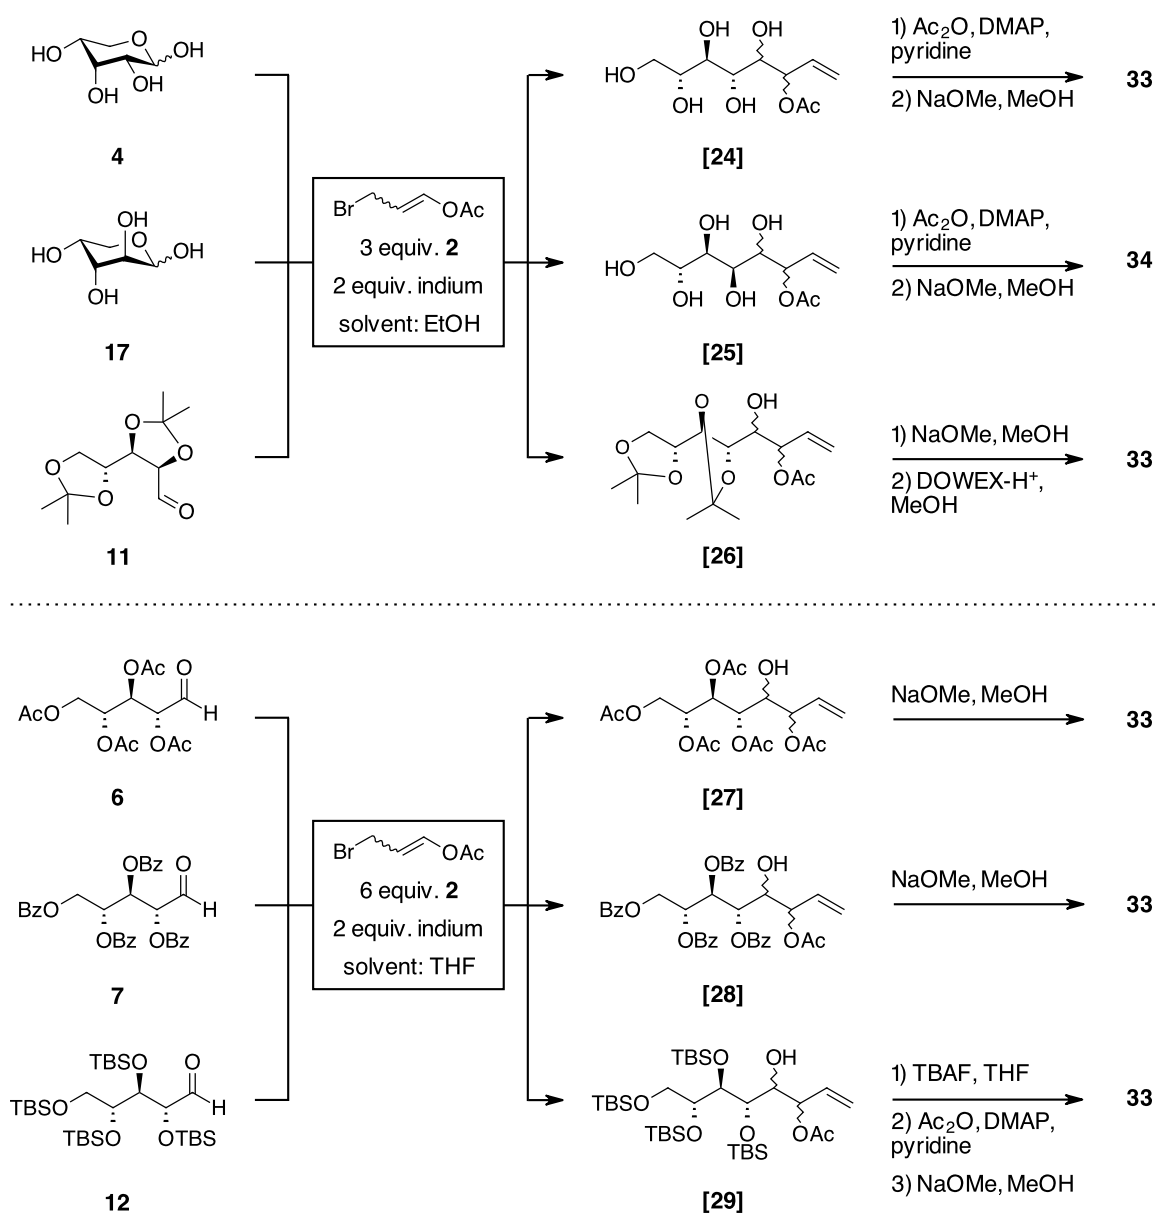 HO O OH
OH
OH
4
HO OH O OH
OH
17
O O
O O
O
11
Br OAc
3 equiv. 2
2 equiv. indium
solvent: EtOH
OH OH
HO
OH OH OAc
[24]
1) Ac₂O, DMAP,
pyridine
2) NaOMe, MeOH
33
OH OH
HO
OH OH OAc
[25]
1) Ac₂O, DMAP,
pyridine
2) NaOMe, MeOH
34
O OH
O
O O OAc
[26]
1) NaOMe, MeOH
2) DOWEX-H⁺,
MeOH
33
OAc O
AcO H
OAc OAc
6
OBz O
BzO H
OBz OBz
7
TBSO O
TBSO H
TBSO OTBS
12
Br OAc
6 equiv. 2
2 equiv. indium
solvent: THF
OAc OH
AcO
OAc OAc OAc
[27]
NaOMe, MeOH
33
OBz OH
BzO
OBz OBz OAc
[28]
NaOMe, MeOH
33
TBSO OH
TBSO
TBSO O OAc
TBS
[29]
1) TBAF, THF
2) Ac₂O, DMAP,
pyridine
3) NaOMe, MeOH
33